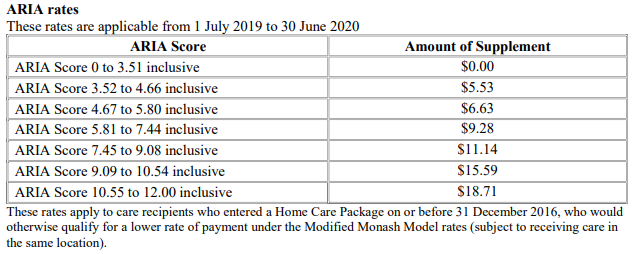 ARIA rates
These rates are applicable from 1 July 2019 to 30 June 2020
ARIA Score Amount of Supplement
ARIA Score 0 to 3.51 inclusive $0.00
ARIA Score 3.52 to 4.66 inclusive $5.53
ARIA Score 4.67 to 5.80 inclusive $6.63
ARIA Score 5.81 to 7.44 inclusive $9.28
ARIA Score 7.45 to 9.08 inclusive $11.14
ARIA Score 9.09 to 10.54 inclusive $15.59
ARIA Score 10.55 to 12.00 inclusive $18.71
These rates apply to care recipients who entered a Home Care Package on or before 31 December 2016, who would
otherwise qualify for a lower rate of payment under the Modified Monash Model rates (subject to receiving care in
the same location).